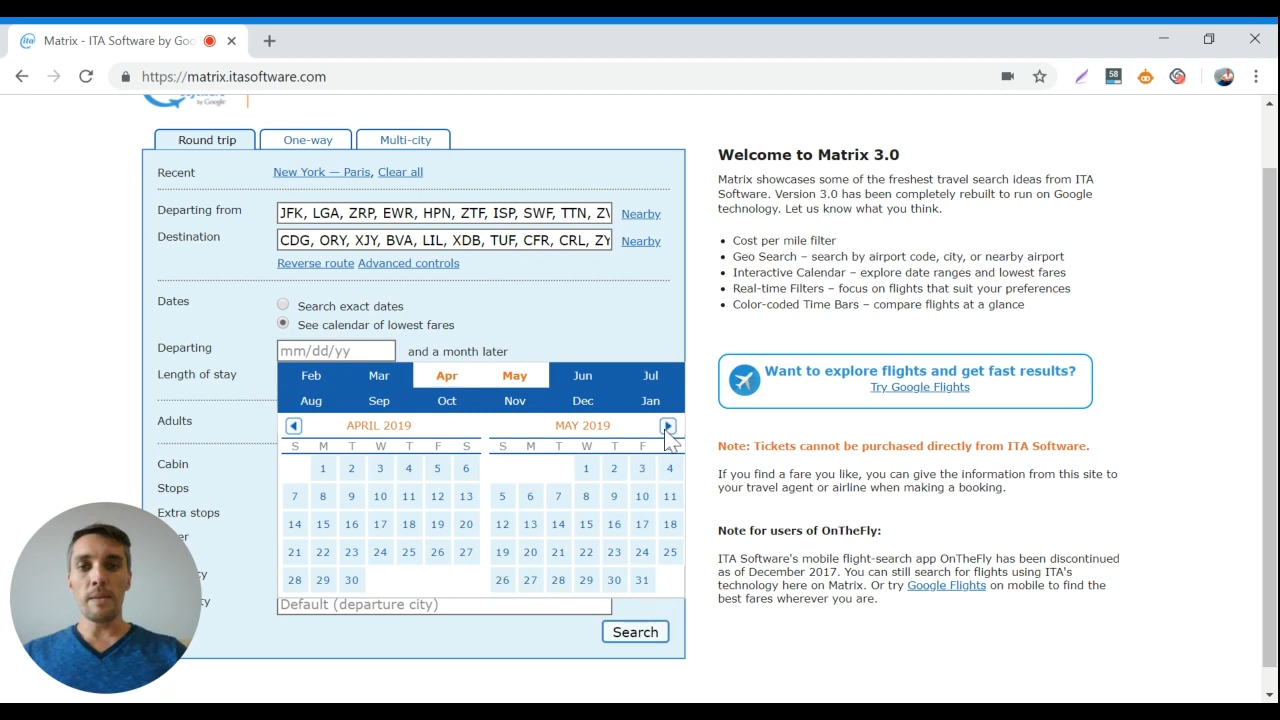 Matrix - ITA Software by Goo
https://matrix.itasoftware.com
58
by Google
Round trip
One-way
Multi-city
Recent
New York — Paris, Clear all
Departing from
JFK, LGA, ZRP, EWR, HPN, ZTF, ISP, SWF, TTN,
Nearby
Destination
CDG, ORY, XJY, BVA, LIL, XDB, TUF, CFR, CRL,
Nearby
Reverse route Advanced controls
Dates
Search exact dates
See calendar of lowest fares
Departing
mm/dd/yy
and a month later
Length of stay
Feb Mar Apr May Jun Jul
Aug Sep Oct Nov Dec Jan
Adults
APRIL 2019
S M T W T F S
1 2 3 4 5 6
7 8 9 10 11 12 13
14 15 16 17 18 19 20
21 22 23 24 25 26 27
28 29 30
MAY 2019
S M T W T F S
1 2 3 4
5 6 7 8 9 10 11
12 13 14 15 16 17 18
19 20 21 22 23 24 25
26 27 28 29 30 31
Cabin
Stops
Extra stops
Default (departure city)
Search
Welcome to Matrix 3.0
Matrix showcases some of the freshest travel search ideas from ITA
Software. Version 3.0 has been completely rebuilt to run on Google
technology. Let us know what you think.
• Cost per mile filter
• Geo Search – search by airport code, city, or nearby airport
• Interactive Calendar – explore date ranges and lowest fares
• Real-time Filters – focus on flights that suit your preferences
• Color-coded Time Bars – compare flights at a glance
Want to explore flights and get fast results?
Try Google Flights
Note: Tickets cannot be purchased directly from ITA Software.
If you find a fare you like, you can give the information from this site to
your travel agent or airline when making a booking.
Note for users of OnTheFly:
ITA Software's mobile flight-search app OnTheFly has been discontinued
as of December 2017. You can still search for flights using ITA's
technology here on Matrix. Or try Google Flights on mobile to find the
best fares wherever you are.